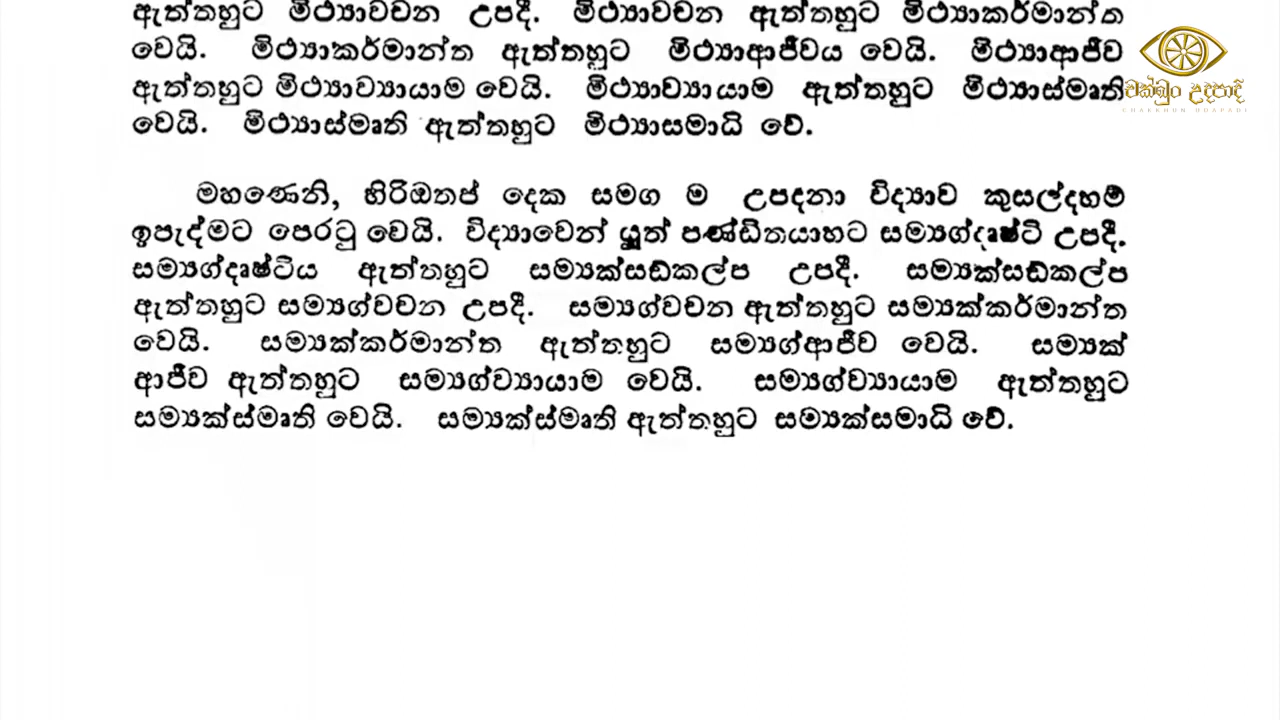 ඇත්තහුට මිථ්‍යාවචන උපදී. මිථ්‍යාවචන ඇත්තහුට මිථ්‍යාකර්මාන්ත
වෙයි. මිථ්‍යාකර්මාන්ත ඇත්තහුට මිථ්‍යාආජීවය වෙයි. මිථ්‍යාආජීව
ඇත්තහුට මිථ්‍යාව්‍යායාම වෙයි. මිථ්‍යාව්‍යායාම ඇත්තහුට මිථ්‍යාස්මෘති
වෙයි. මිථ්‍යාස්මෘති ඇත්තහුට මිථ්‍යාසමාධි වේ.
මහණෙනි, හිරිඔතප් දෙක සමග ම උපදනා විද්‍යාව කුසල්දහම්
ඉපැද්මට පෙරටු වෙයි. විද්‍යාවෙන් යුත් පණ්ඩිතයාහට සම්‍යග්දෘෂ්ටි උපදී.
සම්‍යග්දෘෂ්ටිය ඇත්තහුට සම්‍යක්සඞ්කල්ප උපදී. සම්‍යක්සඞ්කල්ප
ඇත්තහුට සම්‍යග්වචන උපදී. සම්‍යග්වචන ඇත්තහුට සම්‍යක්කර්මාන්ත
වෙයි. සම්‍යක්කර්මාන්ත ඇත්තහුට සම්‍යග්ආජීව වෙයි. සම්‍යක්
ආජීව ඇත්තහුට සම්‍යග්ව්‍යායාම වෙයි. සම්‍යග්ව්‍යායාම ඇත්තහුට
සම්‍යක්ස්මෘති වෙයි. සම්‍යක්ස්මෘති ඇත්තහුට සම්‍යක්සමාධි වේ.
චක්ඛුං උදපාදි
CHAKKHUN UDAPADI